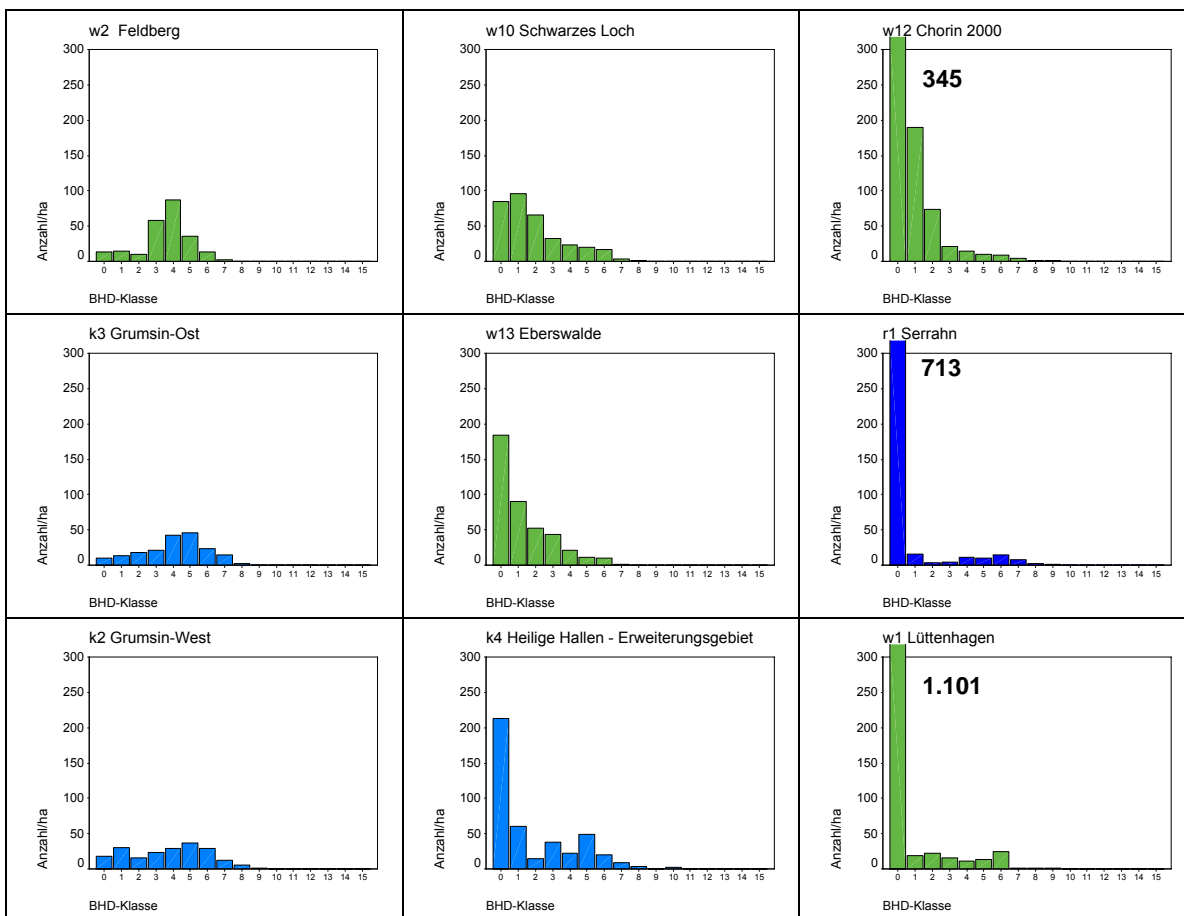 w2 Feldberg
300
250
200
150
100
50
0
Anzahl/ha
0 1 2 3 4 5 6 7 8 9 10 11 12 13 14 15
BHD-Klasse
w10 Schwarzes Loch
300
250
200
150
100
50
0
Anzahl/ha
0 1 2 3 4 5 6 7 8 9 10 11 12 13 14 15
BHD-Klasse
w12 Chorin 2000
345
300
250
200
150
100
50
0
Anzahl/ha
0 1 2 3 4 5 6 7 8 9 10 11 12 13 14 15
BHD-Klasse
k3 Grumsin-Ost
300
250
200
150
100
50
0
Anzahl/ha
0 1 2 3 4 5 6 7 8 9 10 11 12 13 14 15
BHD-Klasse
w13 Eberswalde
300
250
200
150
100
50
0
Anzahl/ha
0 1 2 3 4 5 6 7 8 9 10 11 12 13 14 15
BHD-Klasse
r1 Serrahn
713
300
250
200
150
100
50
0
Anzahl/ha
0 1 2 3 4 5 6 7 8 9 10 11 12 13 14 15
BHD-Klasse
k2 Grumsin-West
300
250
200
150
100
50
0
Anzahl/ha
0 1 2 3 4 5 6 7 8 9 10 11 12 13 14 15
BHD-Klasse
k4 Heilige Hallen - Erweiterungsgebiet
300
250
200
150
100
50
0
Anzahl/ha
0 1 2 3 4 5 6 7 8 9 10 11 12 13 14 15
BHD-Klasse
w1 Lüttenhagen
1.101
300
250
200
150
100
50
0
Anzahl/ha
0 1 2 3 4 5 6 7 8 9 10 11 12 13 14 15
BHD-Klasse